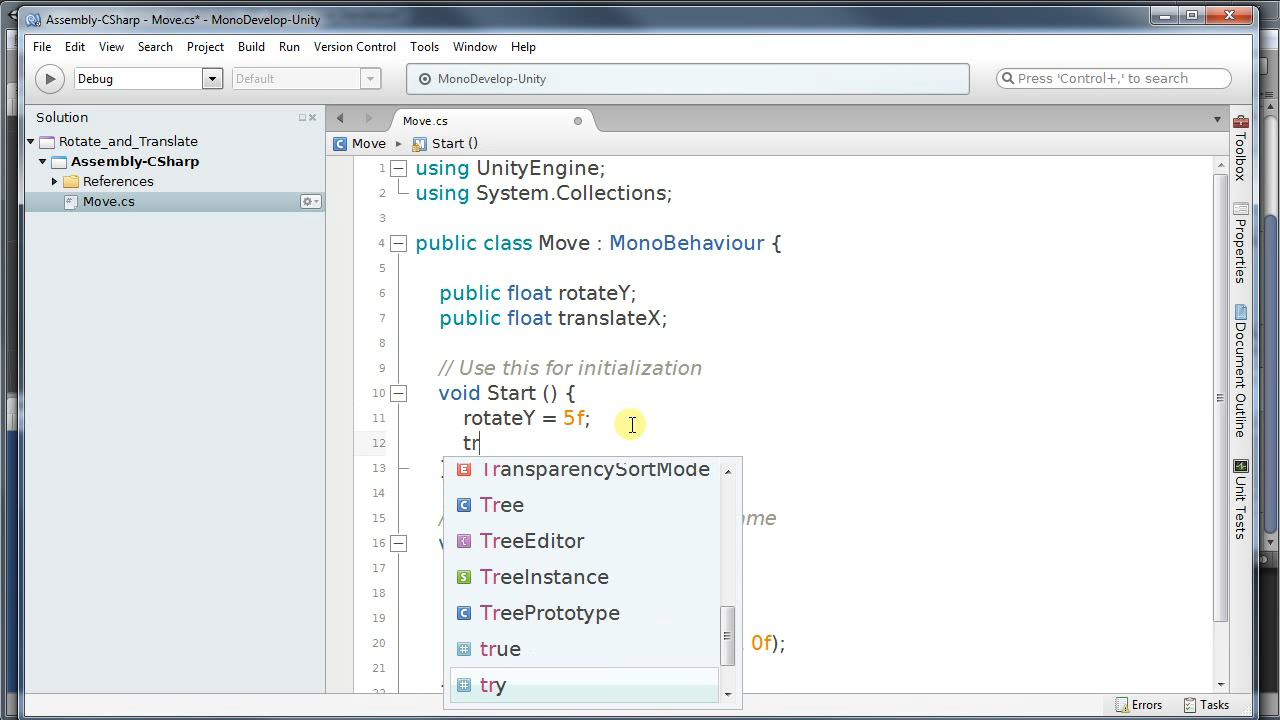 Assembly-CSharp - Move.cs* - MonoDevelop-Unity
File Edit View Search Project Build Run Version Control Tools Window Help
Debug Default MonoDevelop-Unity Press 'Control+,' to search
Solution
Rotate_and_Translate
Assembly-CSharp
References
Move.cs
Move.cs
Move Start ()
1 using UnityEngine;
2 using System.Collections;
3
4 public class Move : MonoBehaviour {
5
6 public float rotateY;
7 public float translateX;
8
9 // Use this for initialization
10 void Start () {
11 rotateY = 5f;
12 tr
13
14
15 me
16
17
18
19
20 0f);
21
22
TransparencySortMode
Tree
TreeEditor
TreeInstance
TreePrototype
true
try
Toolbox
Properties
Document Outline
Unit Tests
Errors Tasks